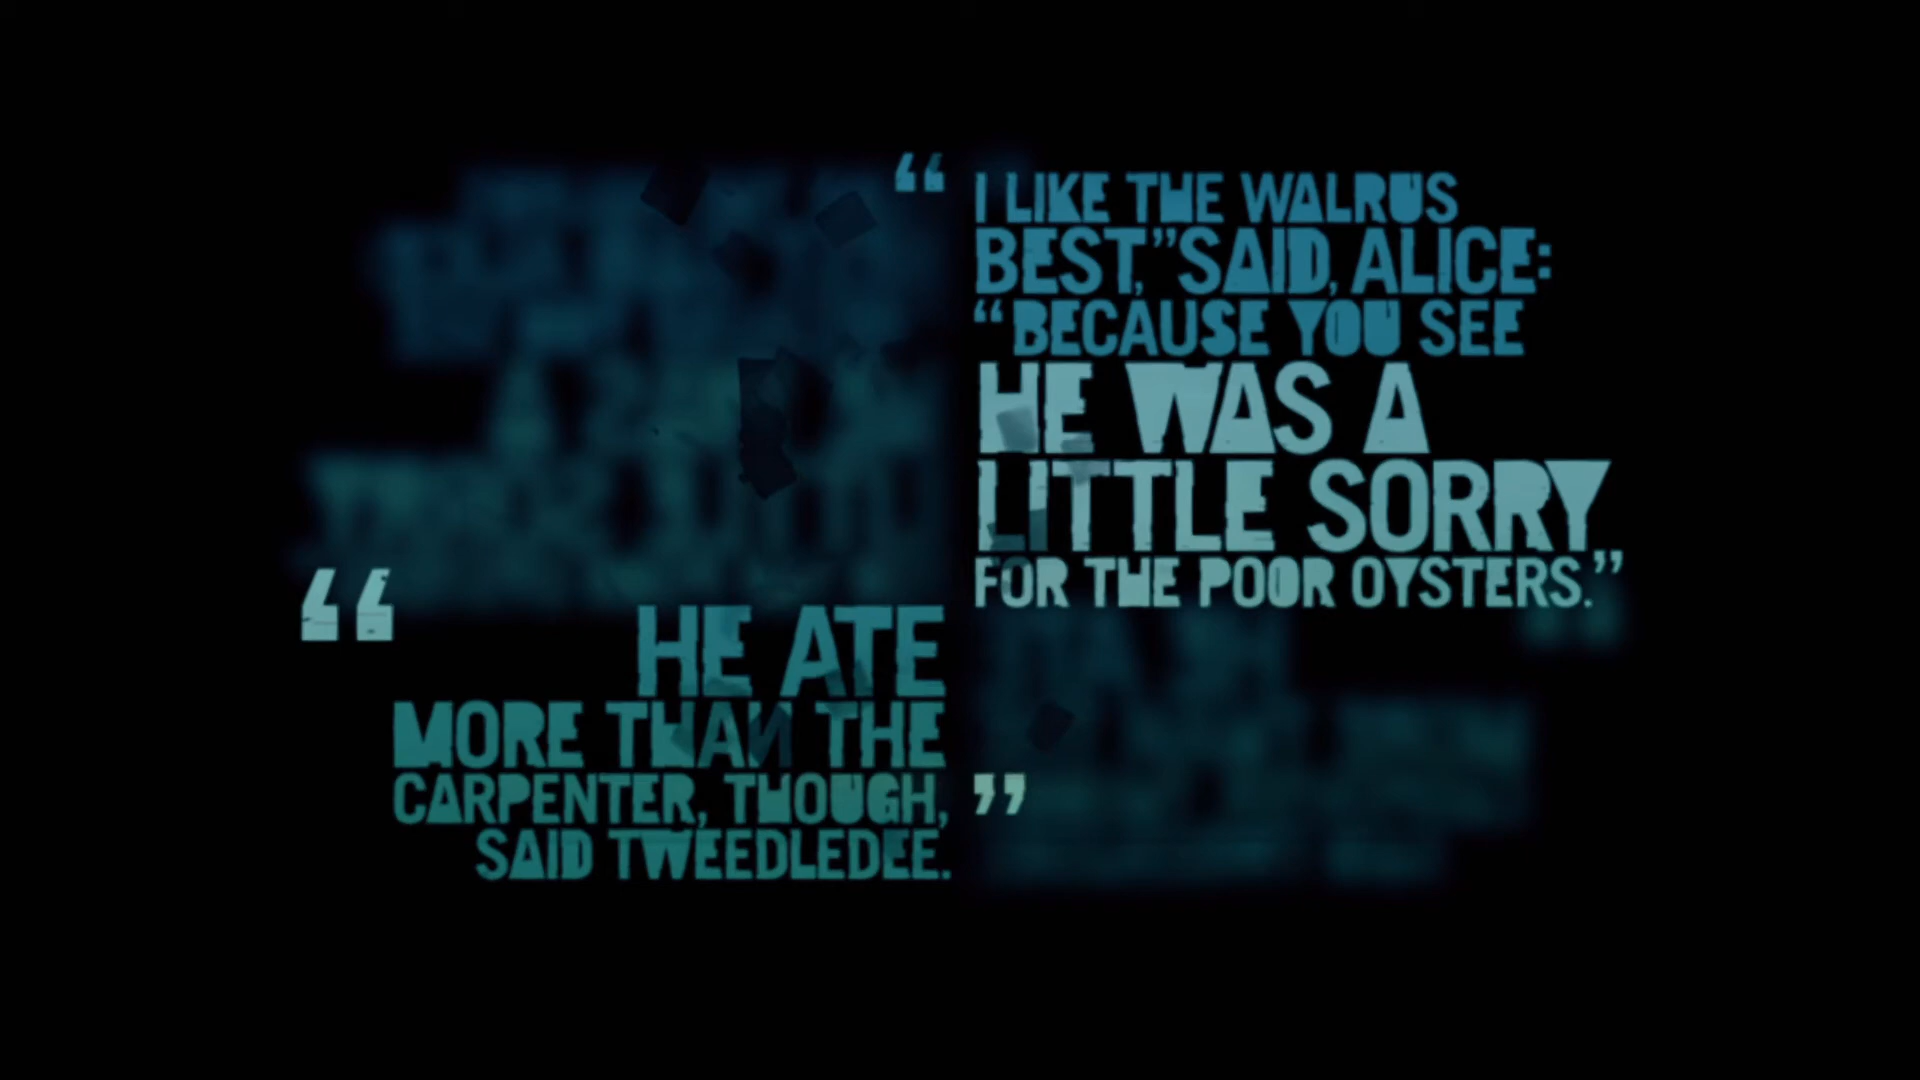 “ I LIKE THE WALRUS
BEST,” SAID, ALICE:
“BECAUSE YOU SEE
HE WAS A
LITTLE SORRY
FOR THE POOR OYSTERS.”
“ HE ATE
MORE THAN THE
CARPENTER, THOUGH, ”
SAID TWEEDLEDEE.